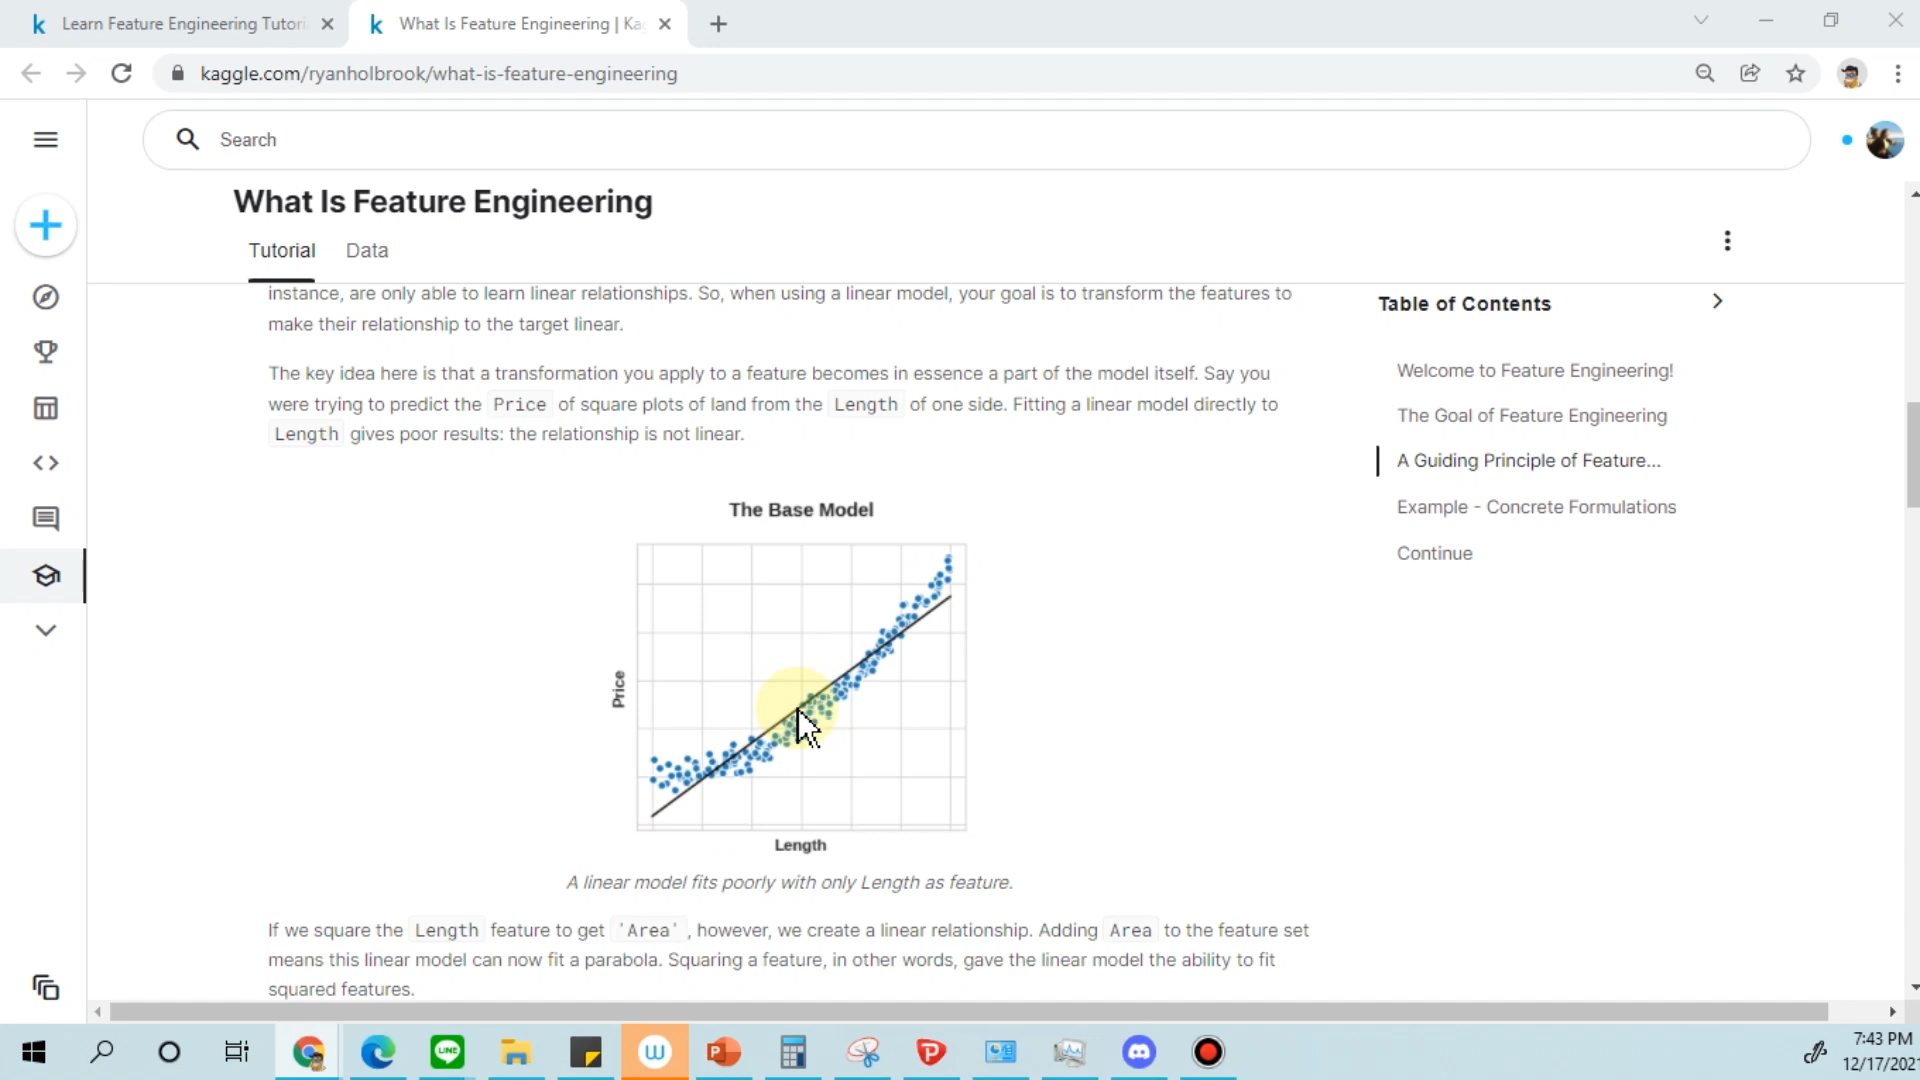 Learn Feature Engineering Tutori
What Is Feature Engineering | Ka
kaggle.com/ryanholbrook/what-is-feature-engineering
Search
What Is Feature Engineering
Tutorial Data
instance, are only able to learn linear relationships. So, when using a linear model, your goal is to transform the features to
make their relationship to the target linear.
The key idea here is that a transformation you apply to a feature becomes in essence a part of the model itself. Say you
were trying to predict the Price of square plots of land from the Length of one side. Fitting a linear model directly to
Length gives poor results: the relationship is not linear.
The Base Model
Price
Length
A linear model fits poorly with only Length as feature.
If we square the Length feature to get 'Area' , however, we create a linear relationship. Adding Area to the feature set
means this linear model can now fit a parabola. Squaring a feature, in other words, gave the linear model the ability to fit
squared features.
Table of Contents
Welcome to Feature Engineering!
The Goal of Feature Engineering
A Guiding Principle of Feature...
Example - Concrete Formulations
Continue
LINE
7:43 PM
12/17/202